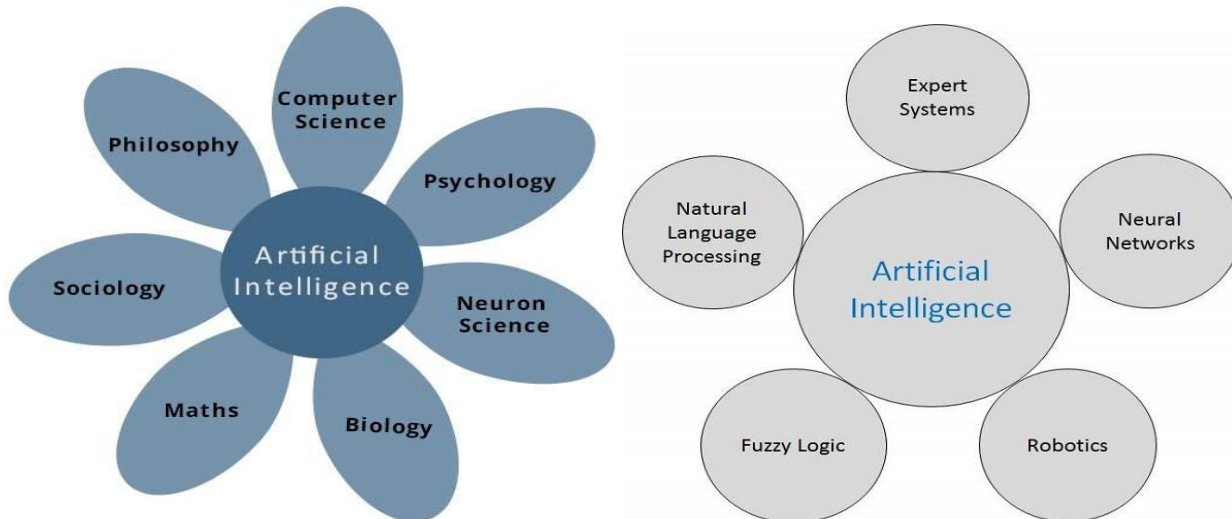 Computer
Science
Philosophy
Psychology
Artificial
Intelligence
Sociology
Neuron
Science
Maths
Biology
Expert
Systems
Natural
Language
Processing
Neural
Networks
Artificial
Intelligence
Fuzzy Logic
Robotics